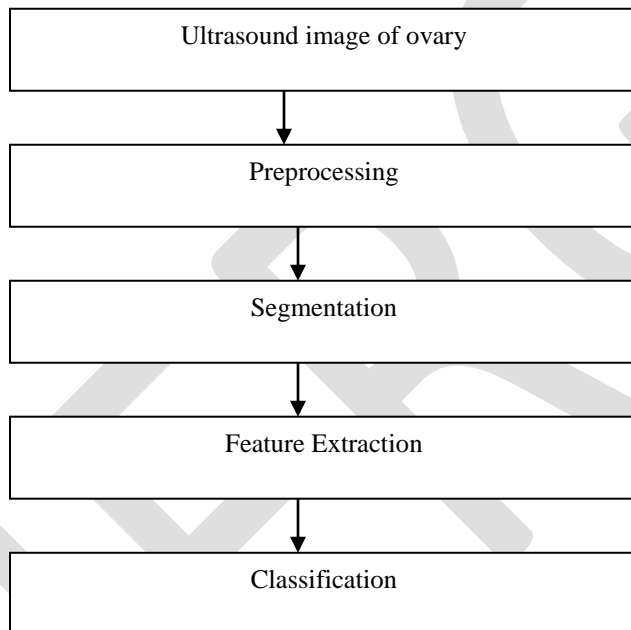 Ultrasound image of ovary
Preprocessing
Segmentation
Feature Extraction
Classification